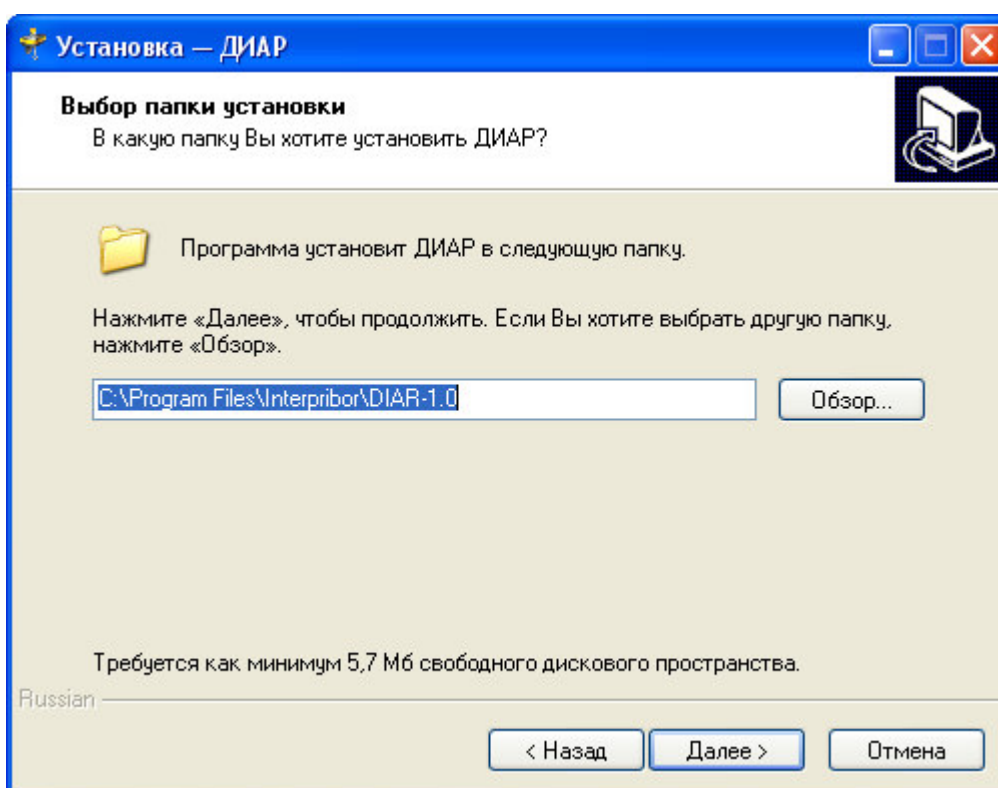 Установка — ДИАР
Выбор папки установки
В какую папку Вы хотите установить ДИАР?
Программа установит ДИАР в следующую папку.
Нажмите «Далее», чтобы продолжить. Если Вы хотите выбрать другую папку,
нажмите «Обзор».
C:\Program Files\Interpribor\DIAR-1.0
Обзор...
Требуется как минимум 5,7 Мб свободного дискового пространства.
Russian
< Назад
Далее >
Отмена